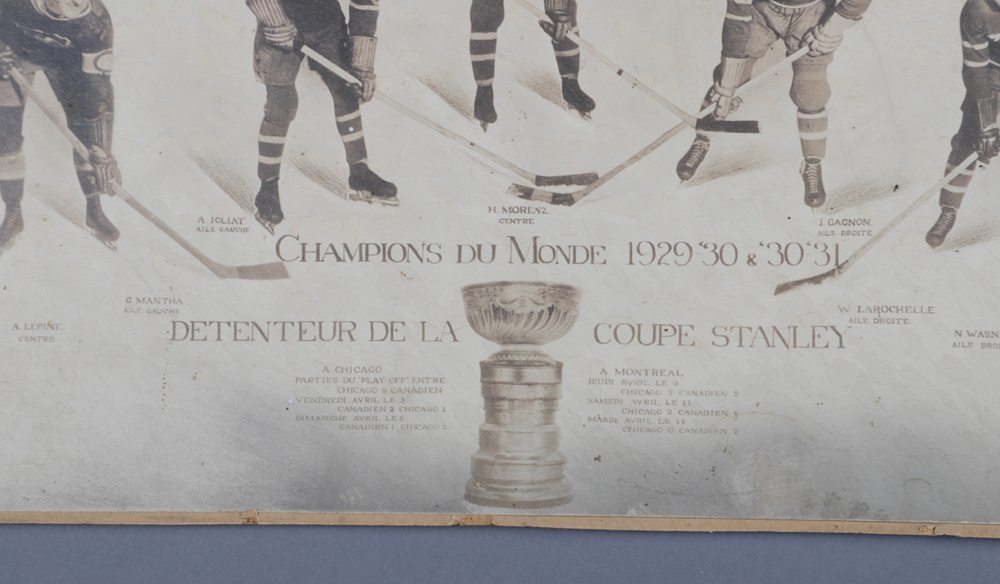 H. MORENZ.
CENTRE
A. JOLIAT.
AILE GAUCHE
J. GAGNON.
AILE DROITE
CHAMPIONS DU MONDE 1929-'30 & '30-'31
G. MANTHA
AILE GAUCHE
W. LAROCHELLE.
AILE DROITE
A. LEPINE.
CENTRE
N. WASN
AILE DROI
DETENTEUR DE LA COUPE STANLEY
A CHICAGO
PARTIES DU "PLAY-OFF" ENTRE
CHICAGO & CANADIEN
VENDREDI AVRIL LE 3
CANADIEN 2 CHICAGO 1
DIMANCHE AVRIL LE 5
CANADIEN 1 CHICAGO 2
A MONTREAL
JEUDI AVRIL LE 9
CHICAGO 3 CANADIEN 2
SAMEDI AVRIL LE 11
CHICAGO 2 CANADIEN
MARDI AVRIL LE 14
CHICAGO 0 CANADIEN 2